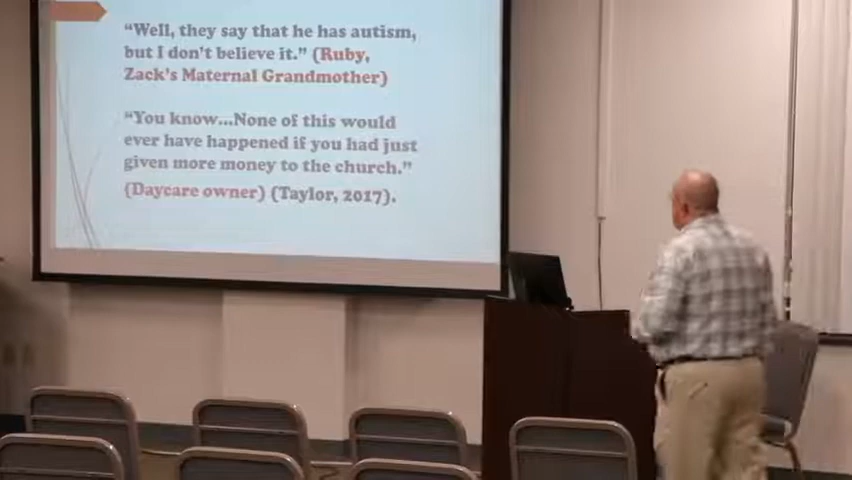 “Well, they say that he has autism,
but I don’t believe it.” (Ruby,
Zack’s Maternal Grandmother)
“You know...None of this would
ever have happened if you had just
given more money to the church.”
(Daycare owner) (Taylor, 2017).